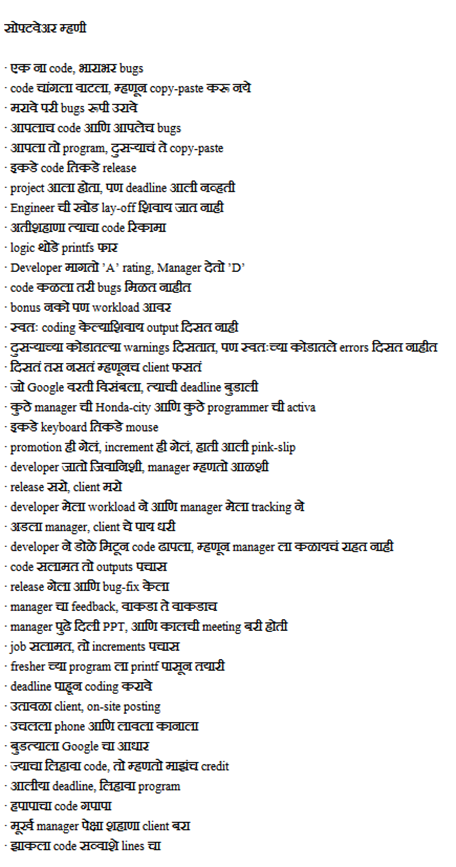 सोफ्टवेअर म्हणी
· एक ना code, भाराभर bugs
· code चांगला वाटला, म्हणून copy-paste करू नये
· मरावे परी bugs रूपी उरावे
· आपलाच code आणि आपलेच bugs
· आपला तो program, दुसऱ्याचं ते copy-paste
· इकडे code तिकडे release
· project आला होता, पण deadline आली नव्हती
· Engineer ची खोड lay-off शिवाय जात नाही
· अतीशहाणा त्याचा code रिकामा
· logic थोडे printfs फार
· Developer मागतो 'A' rating, Manager देतो 'D'
· code कळला तरी bugs मिळत नाहीत
· bonus नको पण workload आवर
· स्वतः coding केल्याशिवाय output दिसत नाही
· दुसऱ्याच्या कोडातल्या warnings दिसतात, पण स्वतःच्या कोडातले errors दिसत नाहीत
· दिसतं तस नसतं म्हणूनच client फसतं
· जो Google वरती विसंबला, त्याची deadline बुडाली
· कुठे manager ची Honda-city आणि कुठे programmer ची activa
· इकडे keyboard तिकडे mouse
· promotion ही गेलं, increment ही गेलं, हाती आली pink-slip
· developer जातो जिवानिशी, manager म्हणतो आळशी
· release सरो, client मरो
· developer मेला workload ने आणि manager मेला tracking ने
· अडला manager, client चे पाय धरी
· developer ने डोळे मिटून code ढापला, म्हणून manager ला कळायचं राहत नाही
· code सलामत तो outputs पचास
· release गेला आणि bug-fix केला
· manager चा feedback, वाकडा ते वाकडाच
· manager पुढे दिली PPT, आणि कालची meeting बरी होती
· job सलामत, तो increments पचास
· fresher च्या program ला printf पासून तयारी
· deadline पाहून coding करावे
· उतावळा client, on-site posting
· उचलला phone आणि लावला कानाला
· बुडत्याला Google चा आधार
· ज्याचा लिहावा code, तो म्हणतो माझंच credit
· आलीया deadline, लिहावा program
· हपापाचा code गपापा
· मूर्ख manager पेक्षा शहाणा client बरा
· झाकला code सव्वाशे lines चा